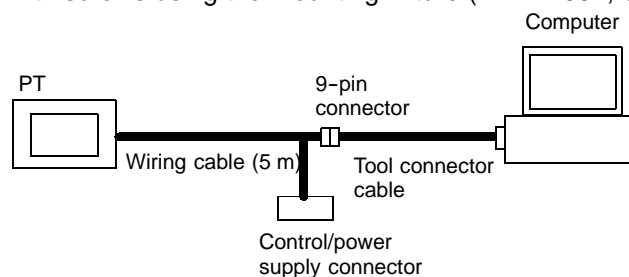 Computer
PT
9-pin
connector
Wiring cable (5 m)
Tool connector
cable
Control/power
supply connector